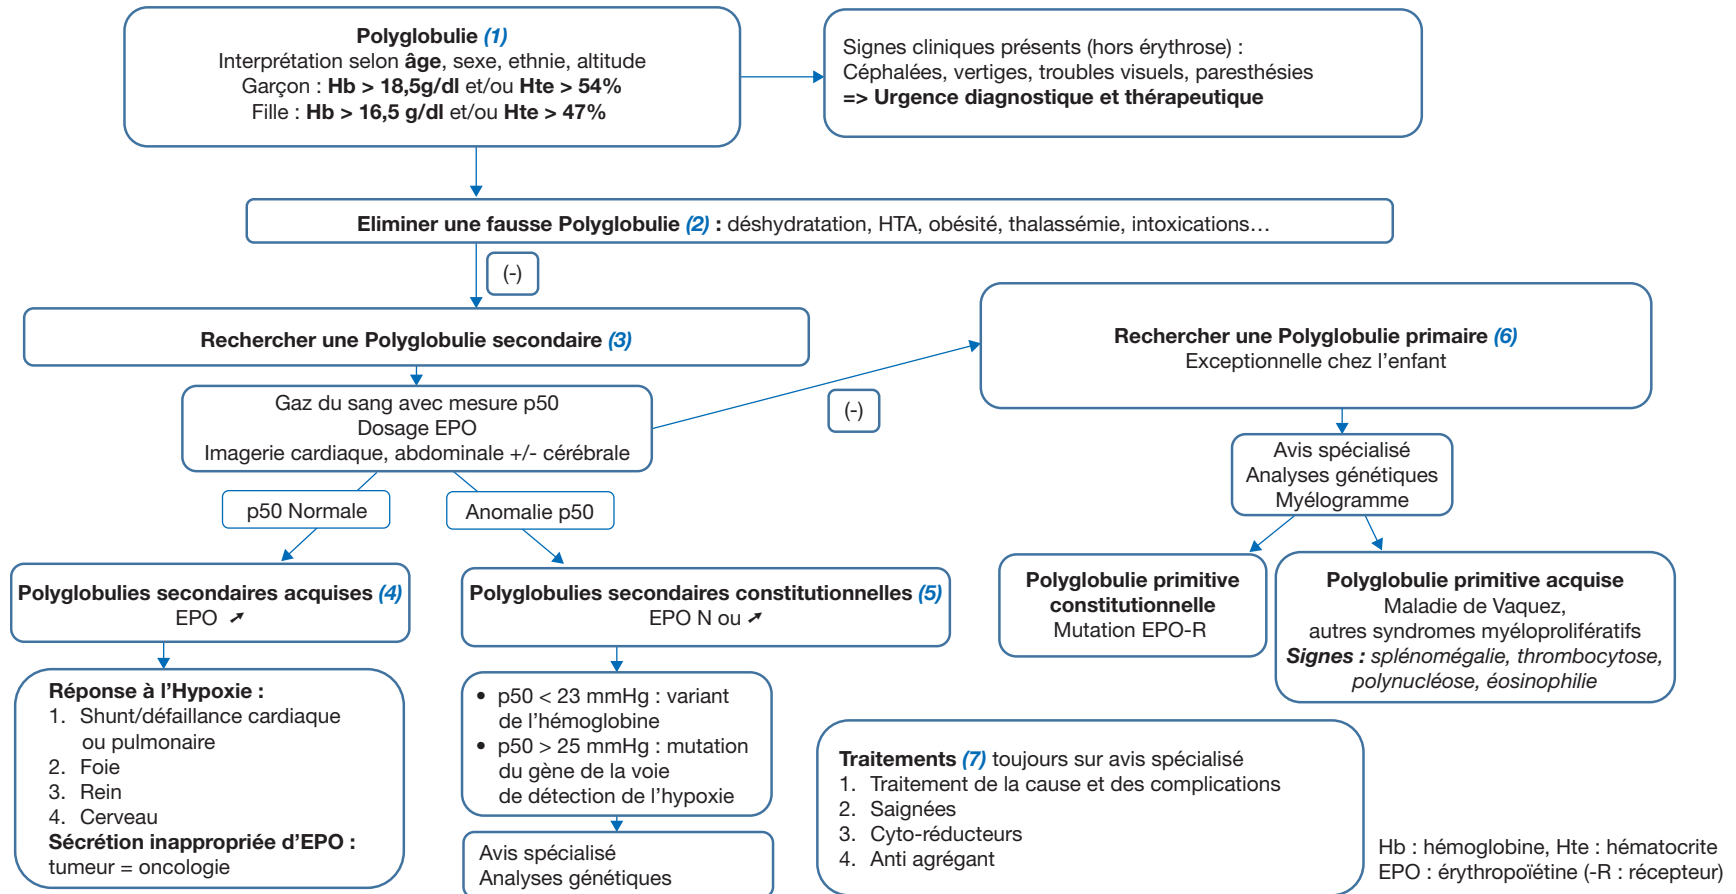 Polyglobulie (1)
Interprétation selon âge, sexe, ethnie, altitude
Garçon : Hb > 18,5g/dl et/ou Hte > 54%
Fille : Hb > 16,5 g/dl et/ou Hte > 47%
Signes cliniques présents (hors érythrose) :
Céphalées, vertiges, troubles visuels, paresthésies
=> Urgence diagnostique et thérapeutique
Eliminer une fausse Polyglobulie (2) : déshydratation, HTA, obésité, thalassémie, intoxications…
(-)
Rechercher une Polyglobulie secondaire (3)
Gaz du sang avec mesure p50
Dosage EPO
Imagerie cardiaque, abdominale +/- cérébrale
(-)
Rechercher une Polyglobulie primaire (6)
Exceptionnelle chez l'enfant
Avis spécialisé
Analyses génétiques
Myélogramme
p50 Normale
Anomalie p50
Polyglobulies secondaires acquises (4)
EPO ➚
Polyglobulies secondaires constitutionnelles (5)
EPO N ou ➚
Polyglobulie primitive
constitutionnelle
Mutation EPO-R
Polyglobulie primitive acquise
Maladie de Vaquez,
autres syndromes myéloprolifératifs
Signes : splénomégalie, thrombocytose,
polynucléose, éosinophilie
Réponse à l'Hypoxie :
1. Shunt/défaillance cardiaque
ou pulmonaire
2. Foie
3. Rein
4. Cerveau
Sécrétion inappropriée d'EPO :
tumeur = oncologie
• p50 < 23 mmHg : variant
de l'hémoglobine
• p50 > 25 mmHg : mutation
du gène de la voie
de détection de l'hypoxie
Avis spécialisé
Analyses génétiques
Traitements (7) toujours sur avis spécialisé
1. Traitement de la cause et des complications
2. Saignées
3. Cyto-réducteurs
4. Anti agrégant
Hb : hémoglobine, Hte : hématocrite
EPO : érythropoïétine (-R : récepteur)